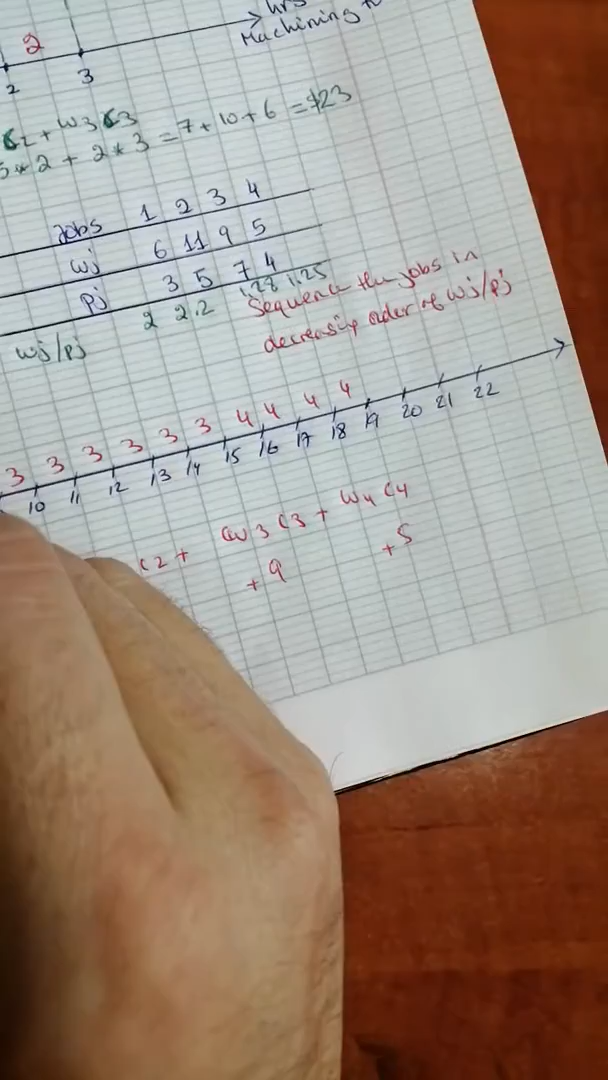 hrs
Machining
2
2 3
C2 + w3 C3
5*2 + 2*3 = 7+10+6 = 123
Jobs 1 2 3 4
wj 6 11 9 5
pj 3 5 7 4
wj/pj 2 2.2 1.28 1.25
Sequence the jobs in
decreasing order of wj/pj
3 3 3 3 3 3 4 4 4 4
10 11 12 13 14 15 16 17 18 19 20 21 22
C2 + w3 C3 + w4 C4
+ 9 + 5